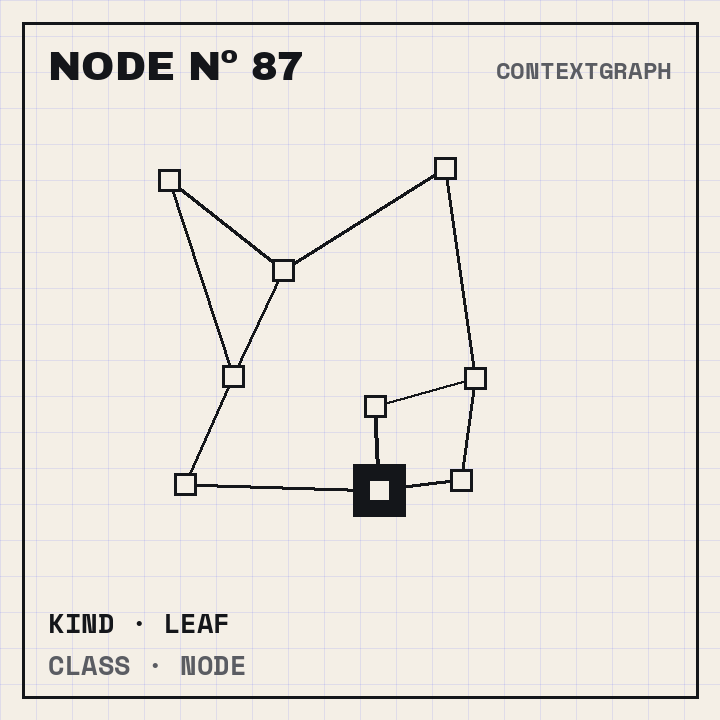 NODE Nº 87
CONTEXTGRAPH
KIND · LEAF
CLASS · NODE